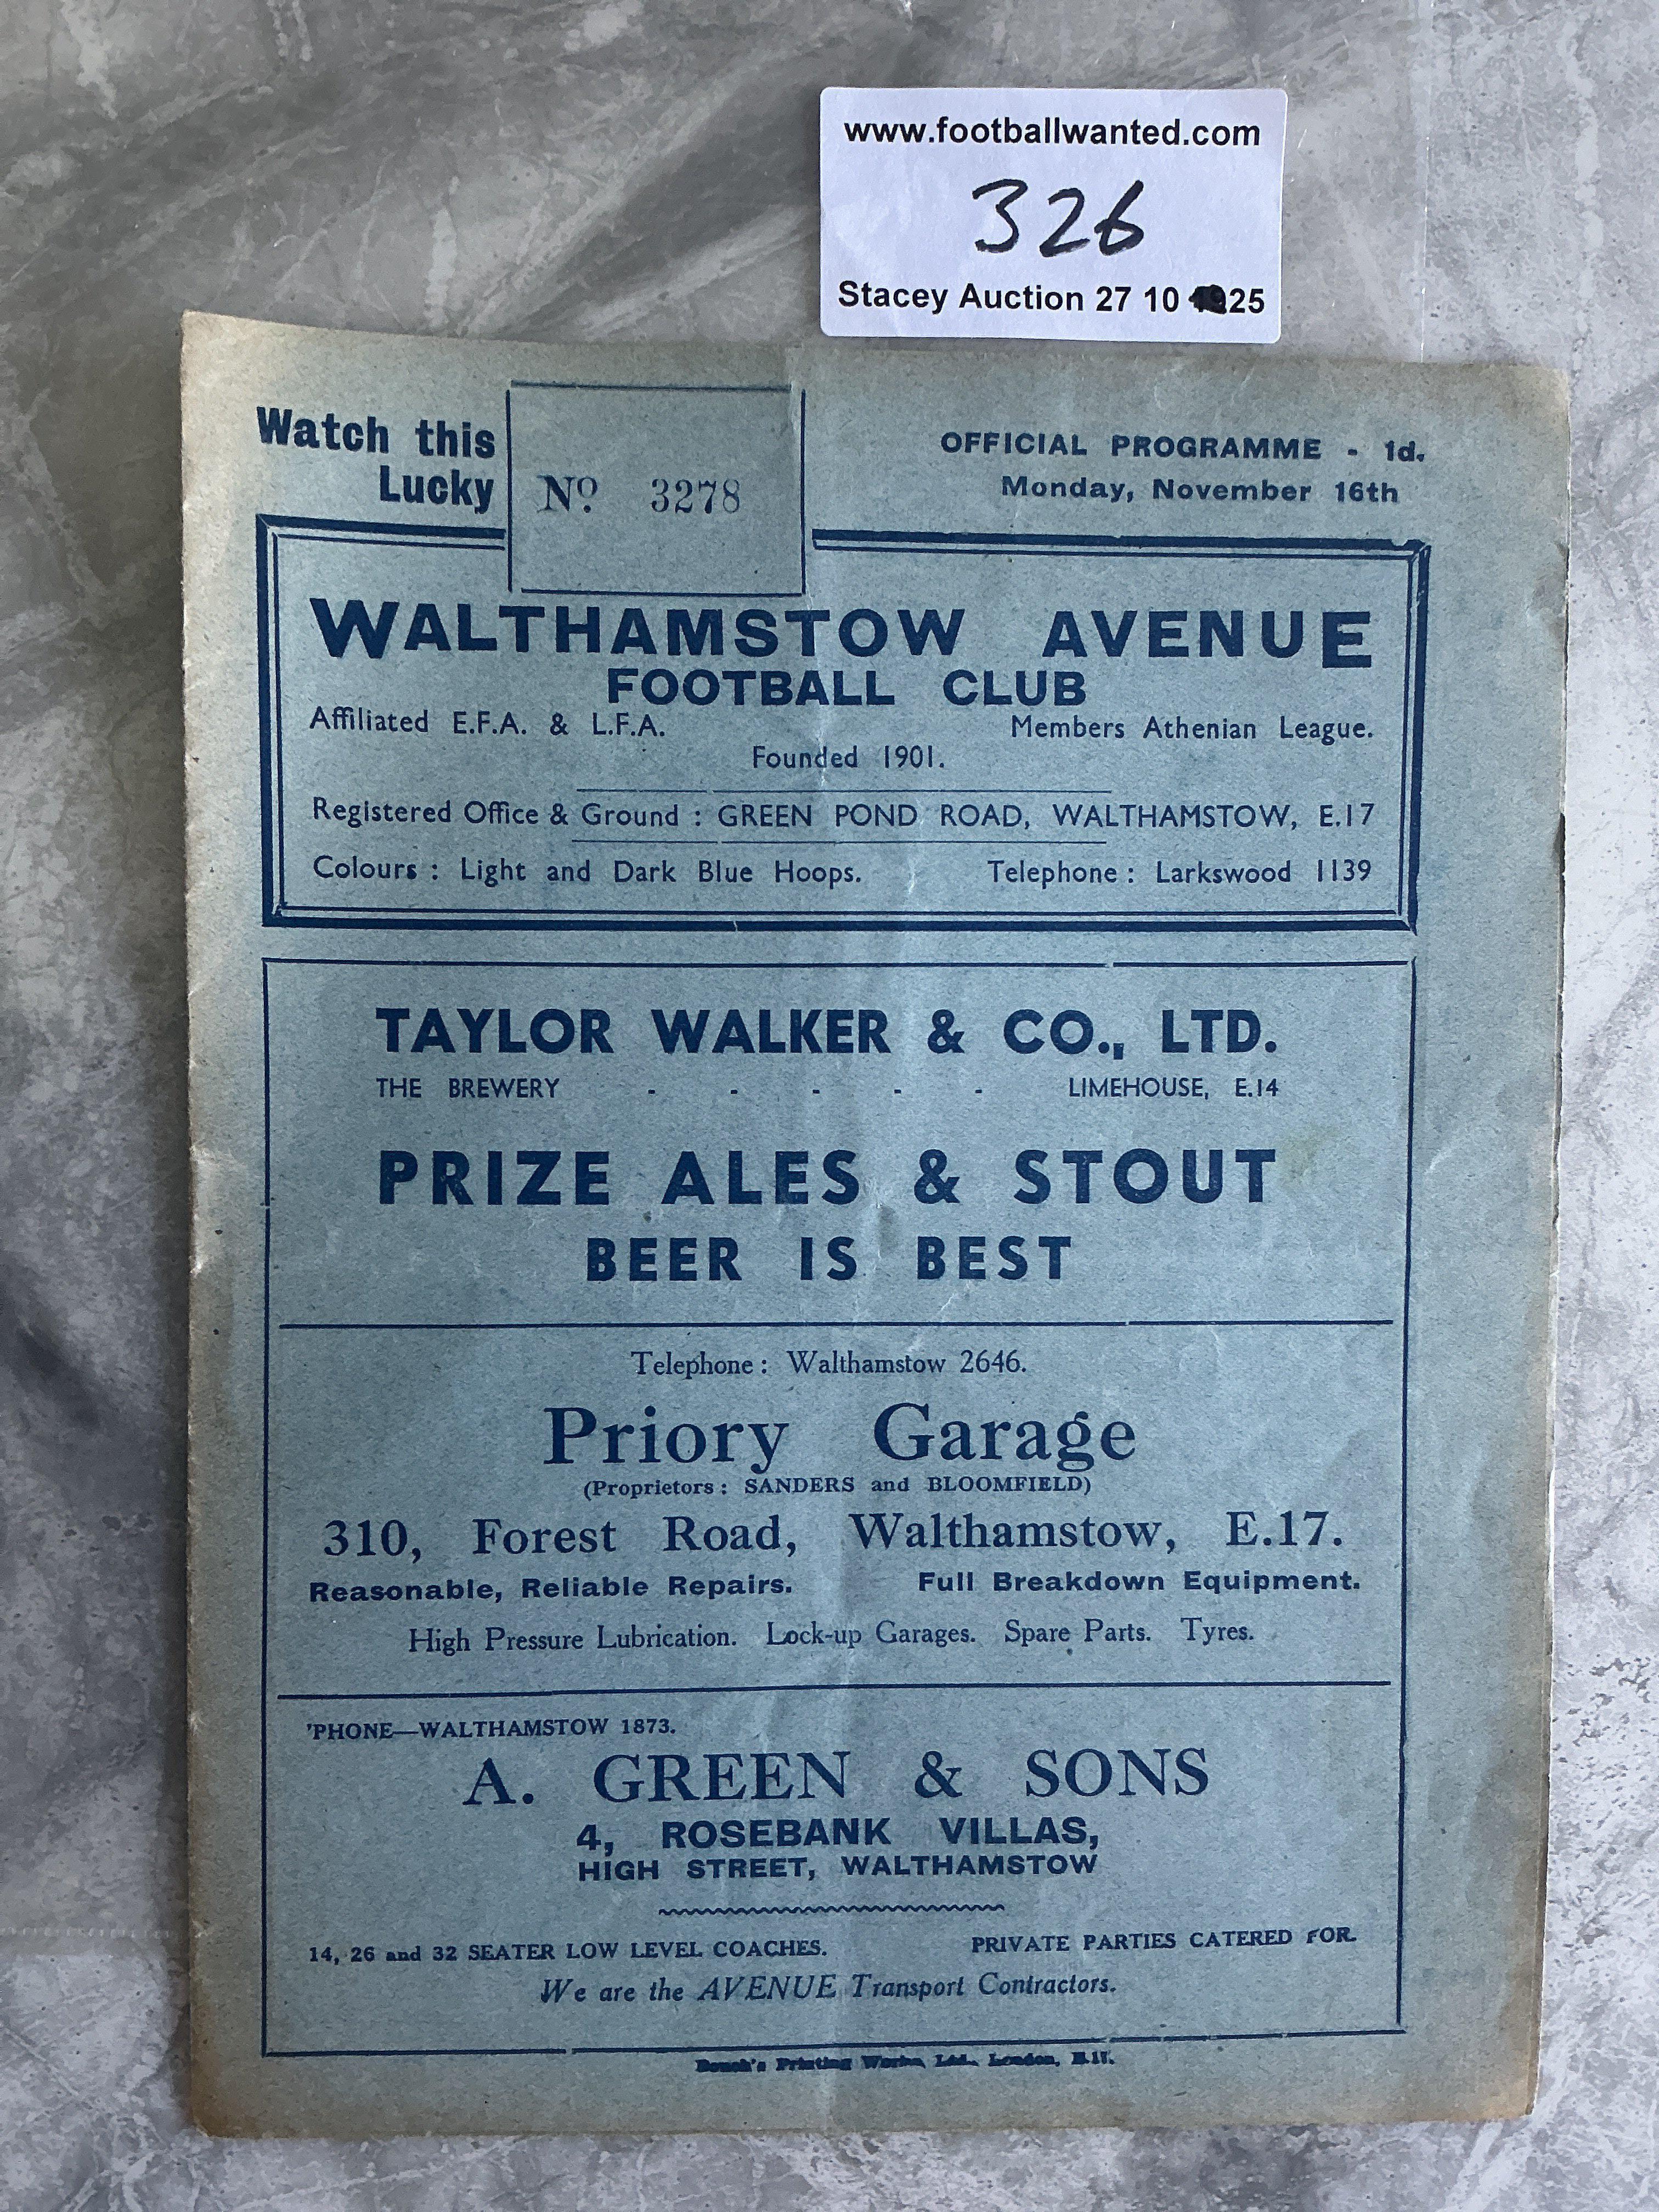 www.footballwanted.com
326
Stacey Auction 27 10 25
Watch this
Lucky
Nº 3278
OFFICIAL PROGRAMME - 1d.
Monday, November 16th
WALTHAMSTOW AVENUE
FOOTBALL CLUB
Affiliated E.F.A. & L.F.A. Members Athenian League.
Founded 1901.
Registered Office & Ground : GREEN POND ROAD, WALTHAMSTOW, E.17
Colours : Light and Dark Blue Hoops. Telephone : Larkswood 1139
TAYLOR WALKER & CO., LTD.
THE BREWERY - - - - - LIMEHOUSE, E.14
PRIZE ALES & STOUT
BEER IS BEST
Telephone : Walthamstow 2646.
Priory Garage
(Proprietors : SANDERS and BLOOMFIELD)
310, Forest Road, Walthamstow, E.17.
Reasonable, Reliable Repairs. Full Breakdown Equipment.
High Pressure Lubrication. Lock-up Garages. Spare Parts. Tyres.
'PHONE—WALTHAMSTOW 1873.
A. GREEN & SONS
4, ROSEBANK VILLAS,
HIGH STREET, WALTHAMSTOW
14, 26 and 32 SEATER LOW LEVEL COACHES. PRIVATE PARTIES CATERED FOR.
We are the AVENUE Transport Contractors.
Printing Works, Ltd., London, E.17.